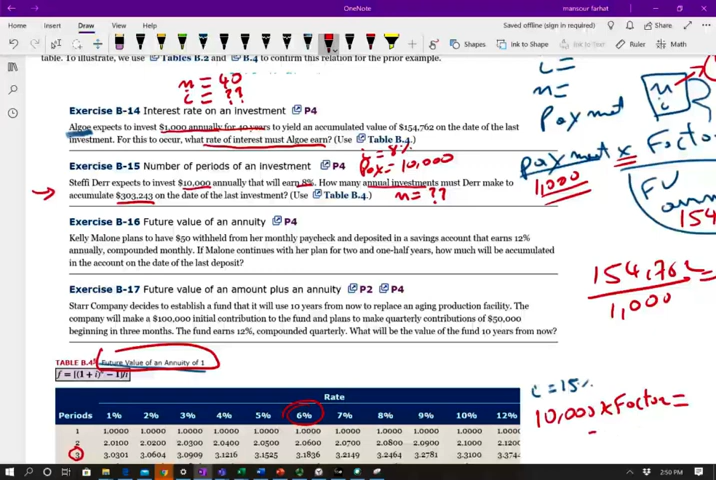 OneNote
mansour farhat
Home Insert Draw View Help Saved offline (sign in required) Share
Shapes Ink to Shape Ink to Text Ruler Math
table. To illustrate, we use Tables B.2 and B.4 to confirm this formula for the prior example.
n = 40
i = ??
Exercise B-14 Interest rate on an investment P4
Algoe expects to invest $1,000 annually for 40 years to yield an accumulated value of $154,762 on the date of the last
investment. For this to occur, what rate of interest must Algoe earn? (Use Table B.4.)
i = 8%
Exercise B-15 Number of periods of an investment P4
= 10,000
Steffi Derr expects to invest $10,000 annually that will earn 8%. How many annual investments must Derr make to
accumulate $303,243 on the date of the last investment? (Use Table B.4.)
n = ??
Exercise B-16 Future value of an annuity P4
Kelly Malone plans to have $50 withheld from her monthly paycheck and deposited in a savings account that earns 12%
annually, compounded monthly. If Malone continues with her plan for two and one-half years, how much will be accumulated
in the account on the date of the last deposit?
Exercise B-17 Future value of an amount plus an annuity P2 P4
Starr Company decides to establish a fund that it will use 10 years from now to replace an aging production facility. The
company will make a $100,000 initial contribution to the fund and plans to make quarterly contributions of $50,000
beginning in three months. The fund earns 12%, compounded quarterly. What will be the value of the fund 10 years from now?
TABLE B.4 Future Value of an Annuity of 1
f = [(1 + i)ⁿ − 1]/i
Rate
Periods 1% 2% 3% 4% 5% 6% 7% 8% 9% 10% 12%
1 1.0000 1.0000 1.0000 1.0000 1.0000 1.0000 1.0000 1.0000 1.0000 1.0000 1.0000
2 2.0100 2.0200 2.0300 2.0400 2.0500 2.0600 2.0700 2.0800 2.0900 2.1000 2.1200
3 3.0301 3.0604 3.0909 3.1216 3.1525 3.1836 3.2149 3.2464 3.2781 3.3100 3.3744
i =
n =
Payment
n
i
Payment x Factor
1,000
FV
154
154,762 =
1,000
i = 15%
10,000 x Factor =
2:50 PM